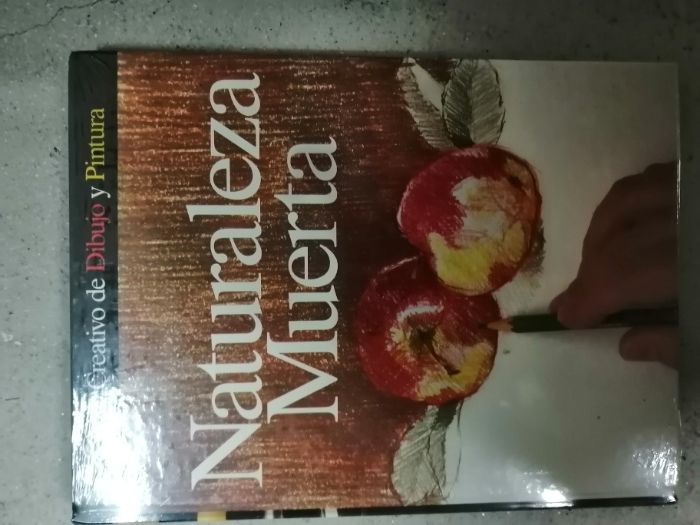 Creativo de Dibujo y Pintura
Naturaleza
Muerta